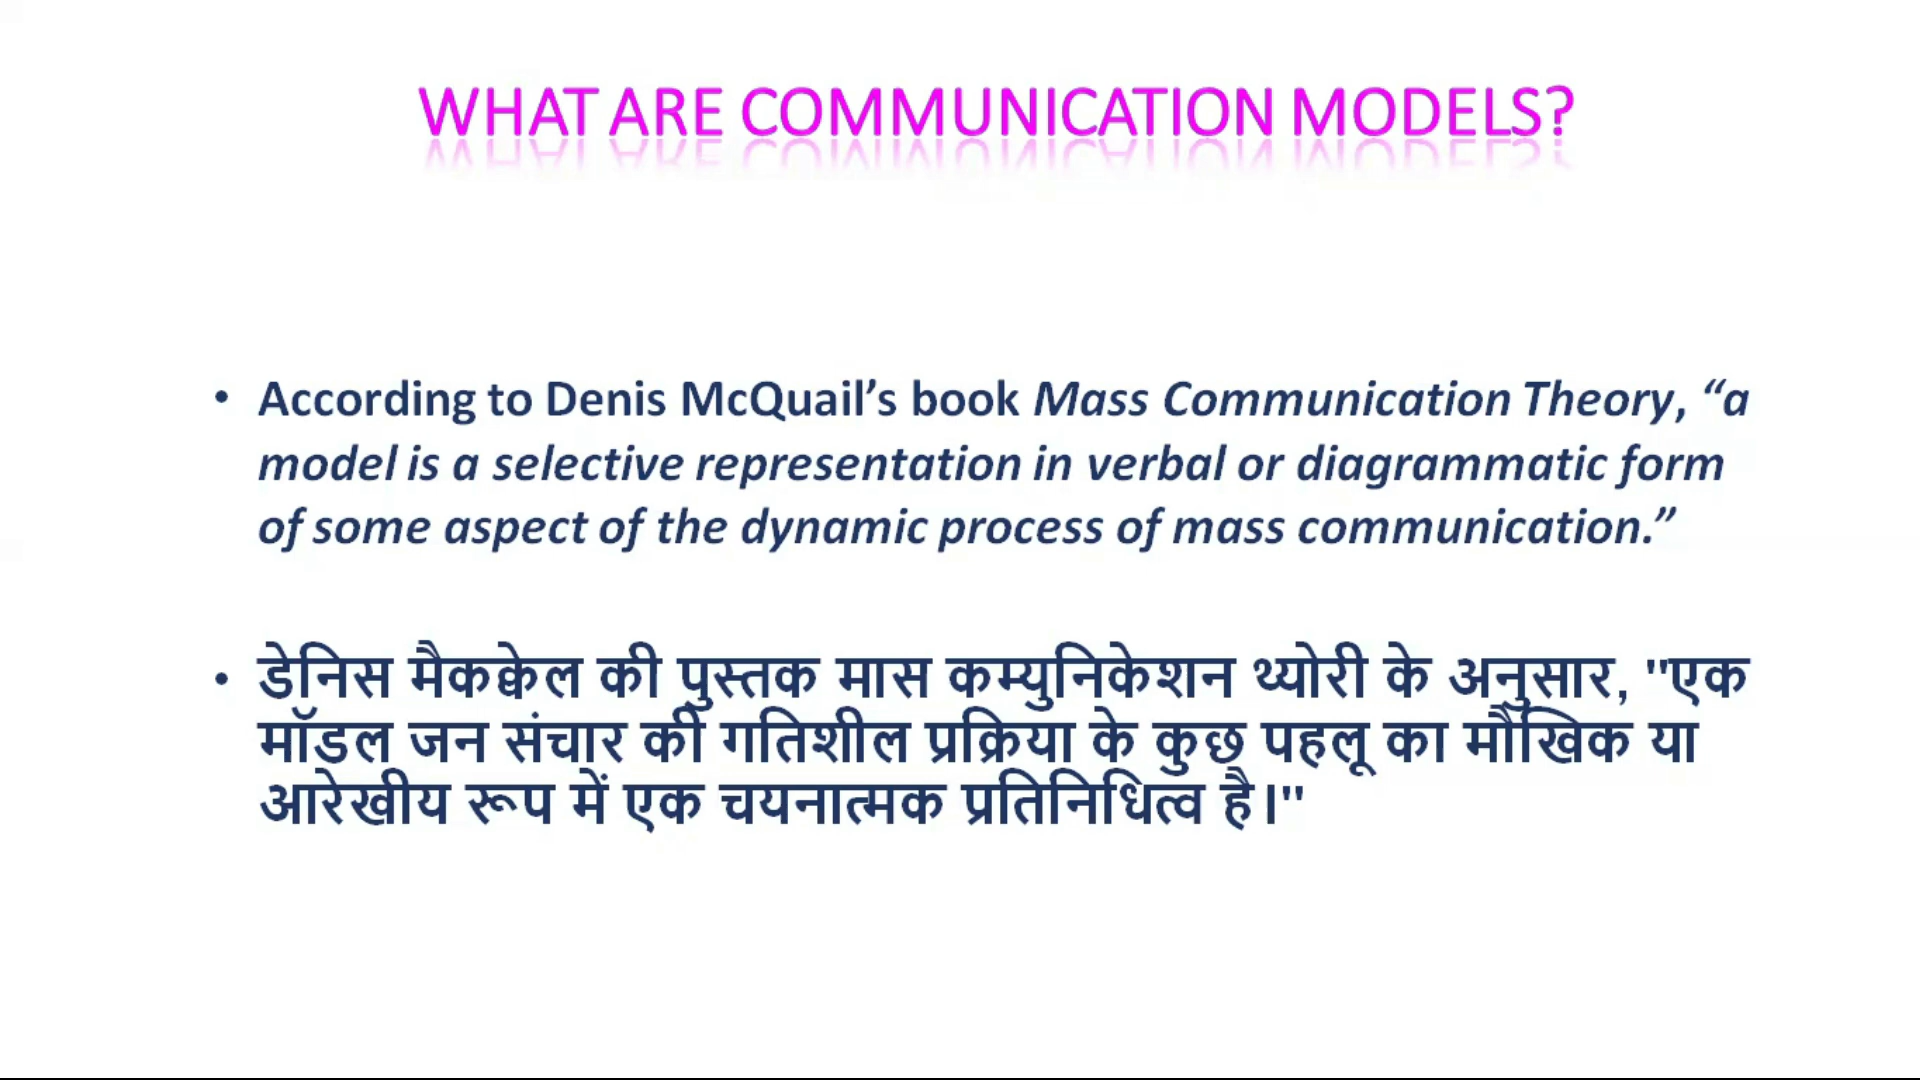 WHAT ARE COMMUNICATION MODELS?
• According to Denis McQuail’s book Mass Communication Theory, “a
model is a selective representation in verbal or diagrammatic form
of some aspect of the dynamic process of mass communication.”
• डेनिस मैकक्वेल की पुस्तक मास कम्युनिकेशन थ्योरी के अनुसार, "एक
मॉडल जन संचार की गतिशील प्रक्रिया के कुछ पहलू का मौखिक या
आरेखीय रूप में एक चयनात्मक प्रतिनिधित्व है।"